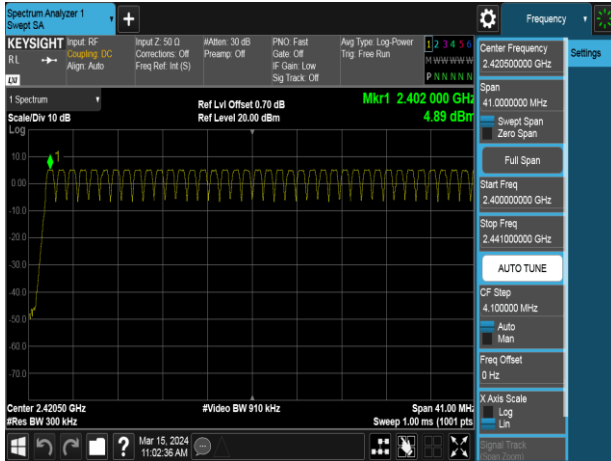 Spectrum Analyzer 1
Swept SA
Frequency
Settings
KEYSIGHT
RL
LVI
Input: RF
Coupling: DC
Align: Auto
Input Z: 50 Ω
Corrections: Off
Freq Ref: Int (S)
#Atten: 30 dB
Preamp: Off
PNO: Fast
Gate: Off
IF Gain: Low
Sig Track: Off
Avg Type: Log-Power
Trig: Free Run
1 2 3 4 5 6
M W W W W W
P N N N N N
1 Spectrum
Scale/Div 10 dB
Ref Lvl Offset 0.70 dB
Ref Level 20.00 dBm
Mkr1 2.402 000 GHz
4.89 dBm
Log
1
10.0
0.00
-10.0
-20.0
-30.0
-40.0
-50.0
-60.0
-70.0
Center 2.42050 GHz
#Res BW 300 kHz
#Video BW 910 kHz
Span 41.00 MHz
Sweep 1.00 ms (1001 pts
Center Frequency
2.420500000 GHz
Span
41.0000000 MHz
Swept Span
Zero Span
Full Span
Start Freq
2.400000000 GHz
Stop Freq
2.441000000 GHz
AUTO TUNE
CF Step
4.100000 MHz
Auto
Man
Freq Offset
0 Hz
X Axis Scale
Log
Lin
Signal Track
(Span Zoom)
Mar 15, 2024
11:02:36 AM